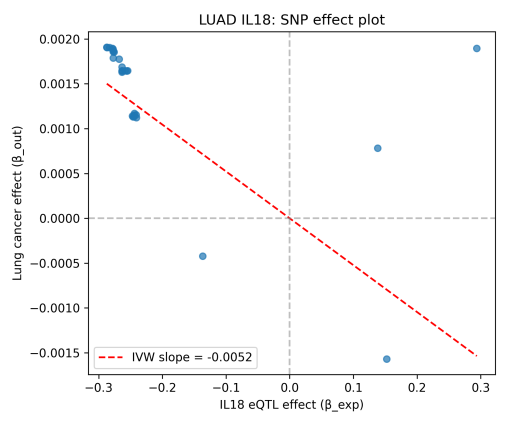 LUAD IL18: SNP effect plot
Lung cancer effect (β_out)
0.0020
0.0015
0.0010
0.0005
0.0000
−0.0005
−0.0010
−0.0015
IVW slope = -0.0052
−0.3 −0.2 −0.1 0.0 0.1 0.2 0.3
IL18 eQTL effect (β_exp)